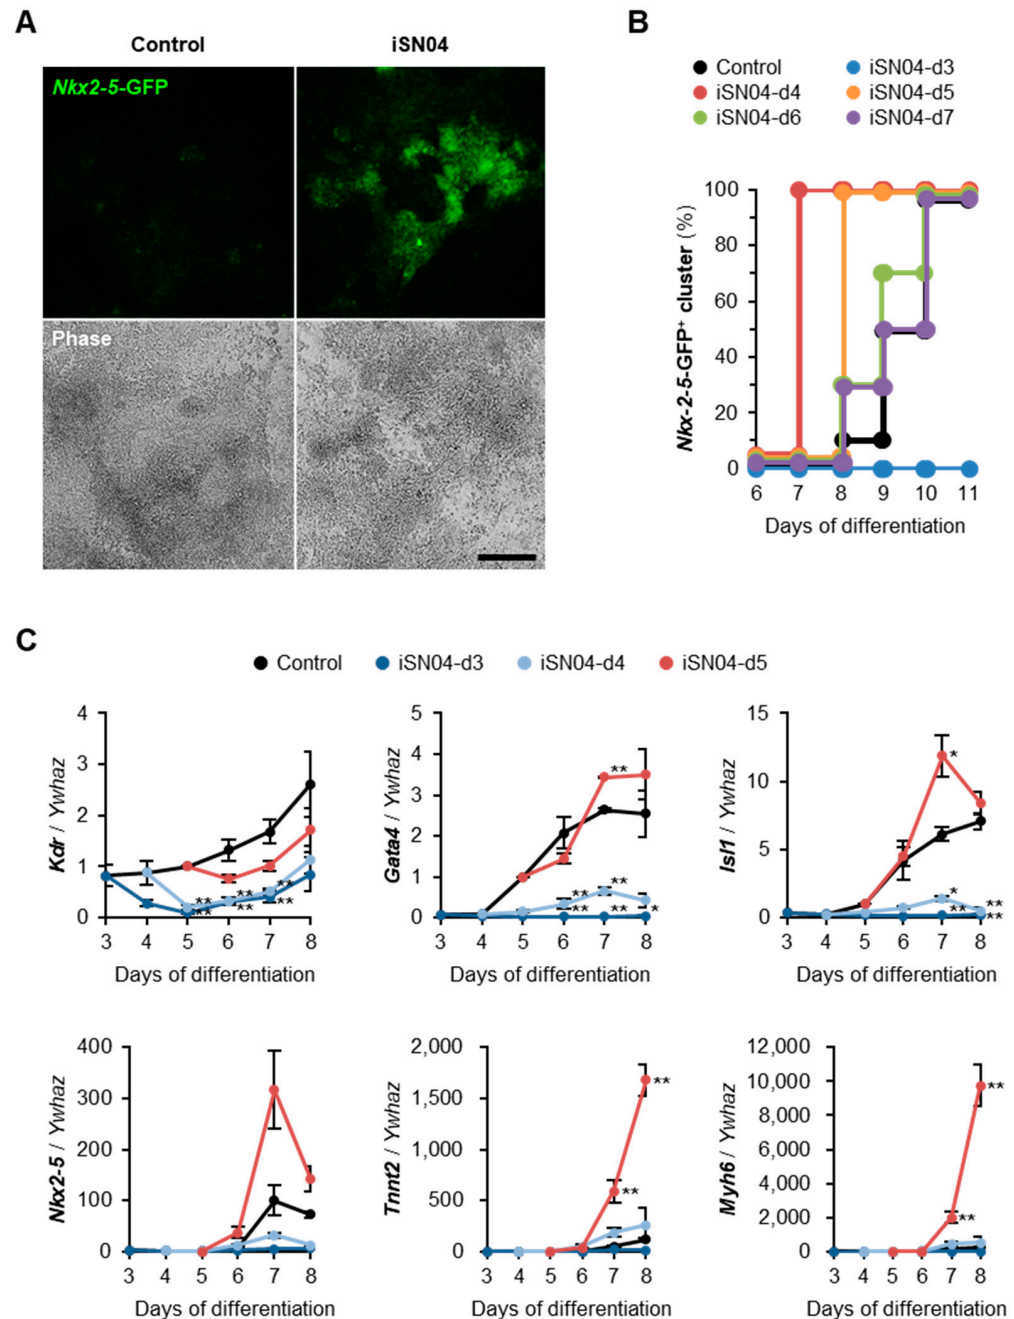 A
Control
iSN04
Nkx2-5-GFP
Phase
B
Control
iSN04-d3
iSN04-d4
iSN04-d5
iSN04-d6
iSN04-d7
Nkx-2-5-GFP⁺ cluster (%)
100
80
60
40
20
0
6 7 8 9 10 11
Days of differentiation
C
Control
iSN04-d3
iSN04-d4
iSN04-d5
Kdr / Ywhaz
4
3
2
1
0
**
**
**
**
**
**
3 4 5 6 7 8
Days of differentiation
Gata4 / Ywhaz
5
4
3
2
1
0
**
**
**
**
**
*
3 4 5 6 7 8
Days of differentiation
Isl1 / Ywhaz
15
10
5
0
*
*
**
**
**
3 4 5 6 7 8
Days of differentiation
Nkx2-5 / Ywhaz
400
300
200
100
0
3 4 5 6 7 8
Days of differentiation
Tnnt2 / Ywhaz
2,000
1,500
1,000
500
0
**
**
3 4 5 6 7 8
Days of differentiation
Myh6 / Ywhaz
12,000
10,000
8,000
6,000
4,000
2,000
0
**
**
3 4 5 6 7 8
Days of differentiation